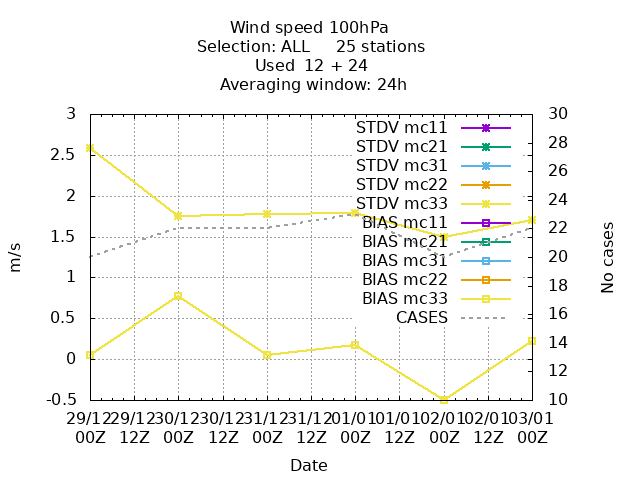 Wind speed 100hPa
Selection: ALL 25 stations
Used 12 + 24
Averaging window: 24h
3
2.5
2
1.5
1
0.5
0
-0.5
m/s
30
28
26
24
22
20
18
16
14
12
10
No cases
STDV mc11
STDV mc21
STDV mc31
STDV mc22
STDV mc33
BIAS mc11
BIAS mc21
BIAS mc31
BIAS mc22
BIAS mc33
CASES
29/12 29/12 30/12 30/12 31/12 31/12 01/01 01/01 02/01 02/01 03/01
00Z 12Z 00Z 12Z 00Z 12Z 00Z 12Z 00Z 12Z 00Z
Date